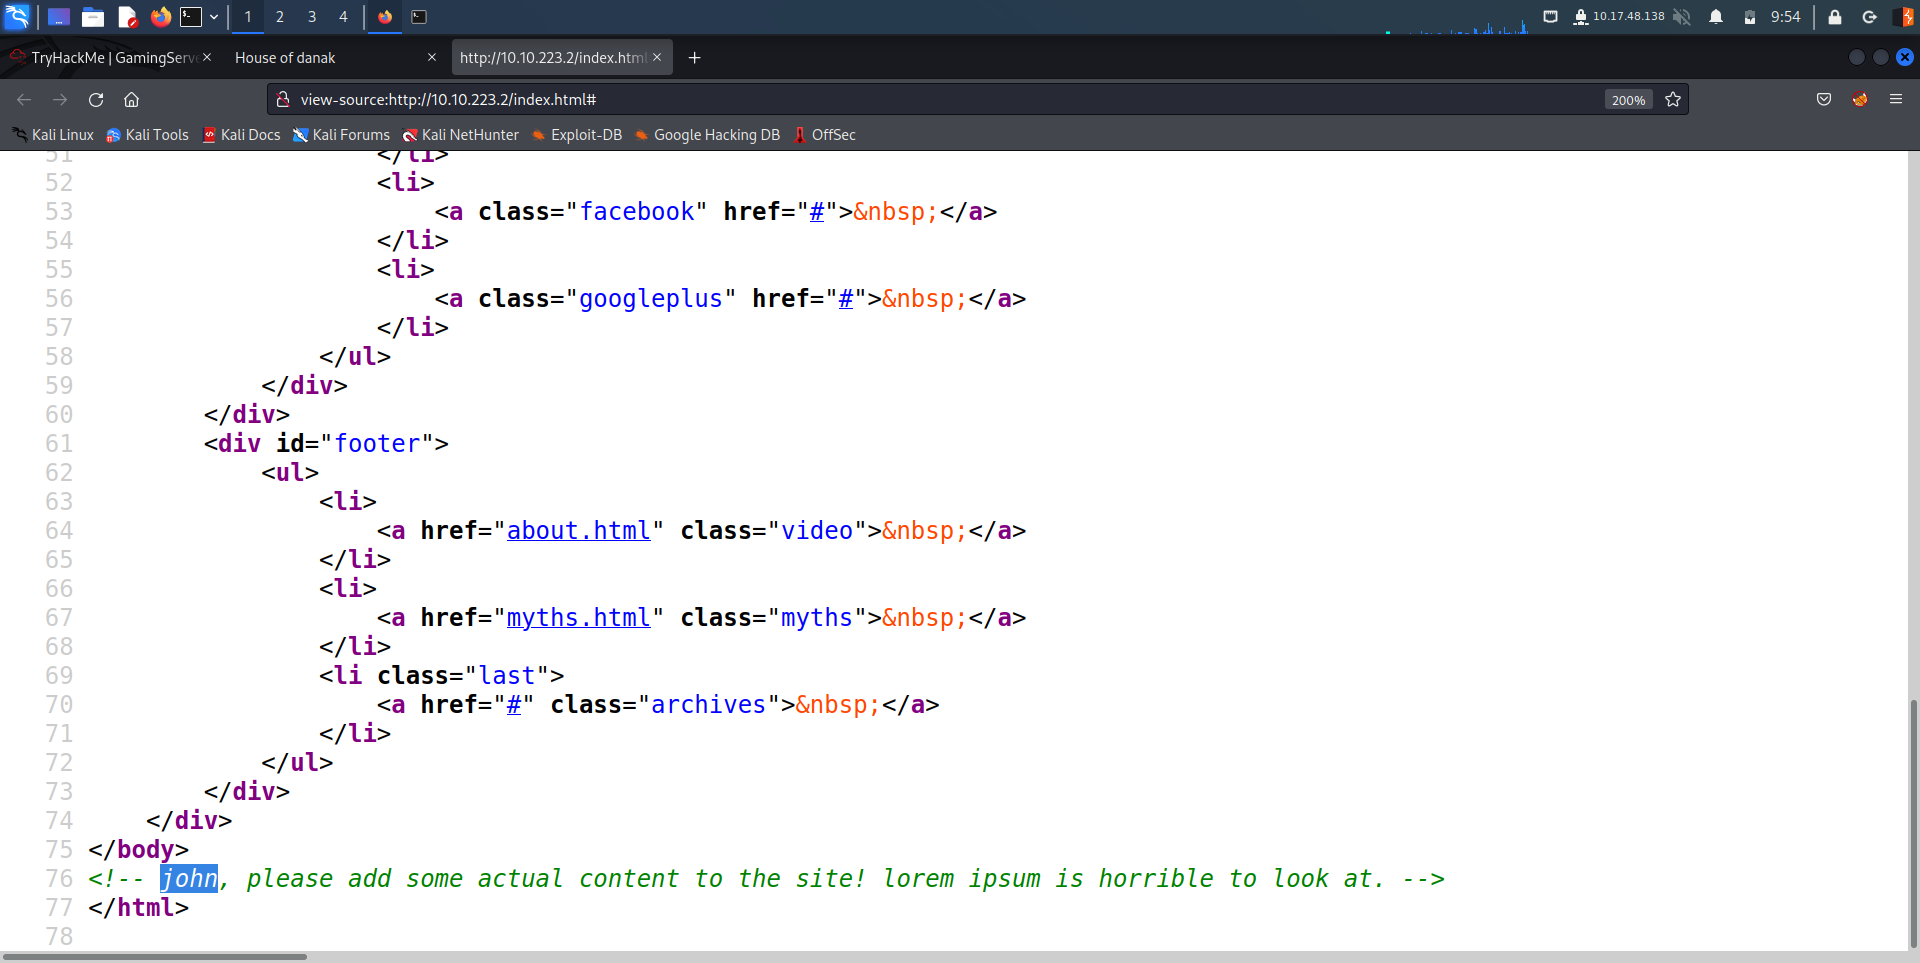 1 2 3 4 10.17.48.138 9:54
TryHackMe | GamingServe House of danak http://10.10.223.2/index.html
view-source:http://10.10.223.2/index.html# 200%
Kali Linux Kali Tools Kali Docs Kali Forums Kali NetHunter Exploit-DB Google Hacking DB OffSec
51 </li>
52 <li>
53 <a class="facebook" href="#">&nbsp;</a>
54 </li>
55 <li>
56 <a class="googleplus" href="#">&nbsp;</a>
57 </li>
58 </ul>
59 </div>
60 </div>
61 <div id="footer">
62 <ul>
63 <li>
64 <a href="about.html" class="video">&nbsp;</a>
65 </li>
66 <li>
67 <a href="myths.html" class="myths">&nbsp;</a>
68 </li>
69 <li class="last">
70 <a href="#" class="archives">&nbsp;</a>
71 </li>
72 </ul>
73 </div>
74 </div>
75 </body>
76 <!-- john, please add some actual content to the site! lorem ipsum is horrible to look at. -->
77 </html>
78